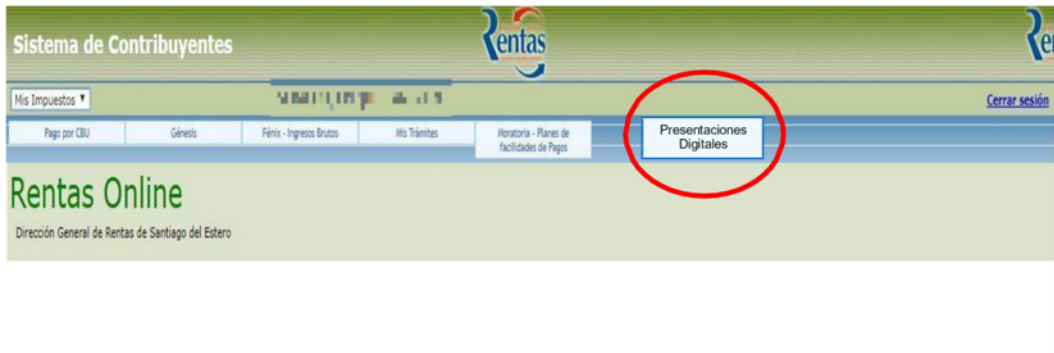 Sistema de Contribuyentes
Rentas
Mis Impuestos ▼
Cerrar sesión
Pago por CBU
Génesis
Fénix - Ingresos Brutos
Mis Trámites
Moratoria - Planes de
facilidades de Pagos
Presentaciones
Digitales
Rentas Online
Dirección General de Rentas de Santiago del Estero